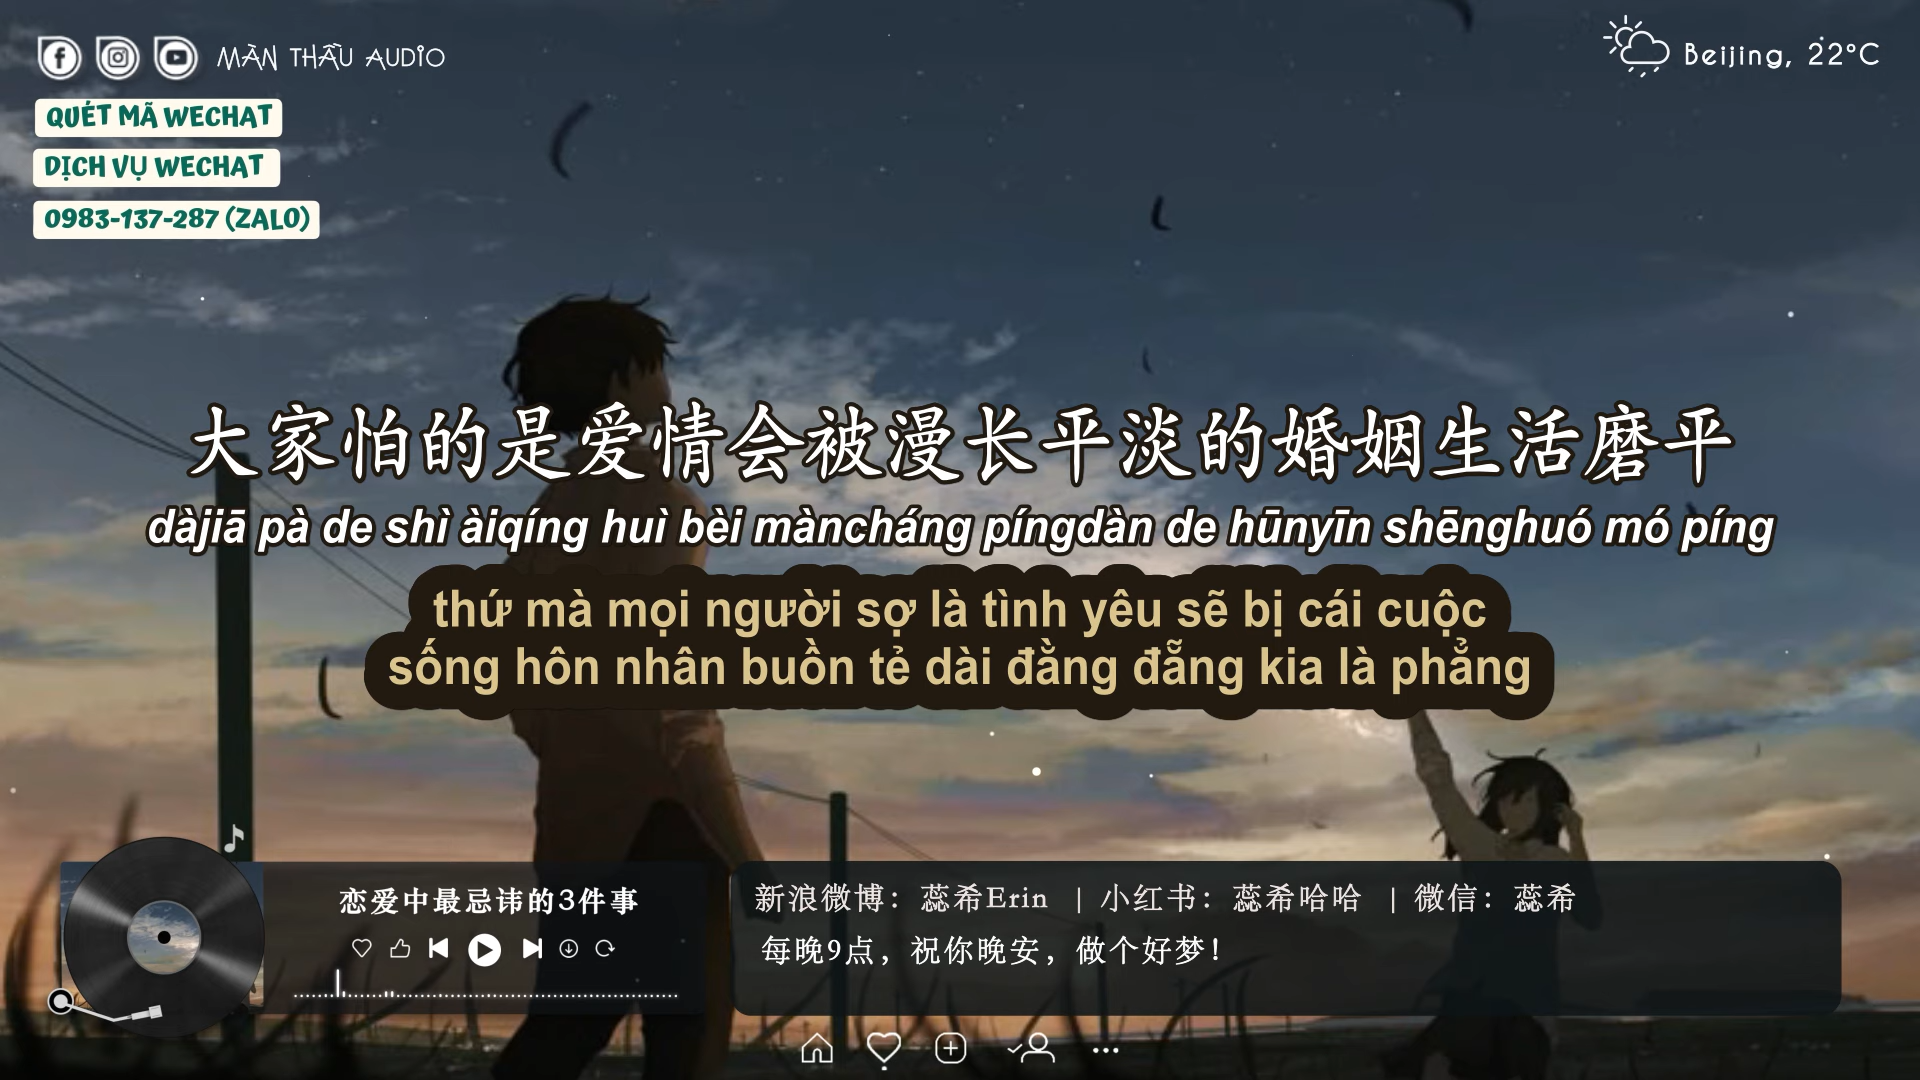 MÀN THẦU AUDIO
Beijing, 22°C
QUÉT MÃ WECHAT
DỊCH VỤ WECHAT
0983-137-287 (ZALO)
大家怕的是爱情会被漫长平淡的婚姻生活磨平
dàjiā pà de shì àiqíng huì bèi màncháng píngdàn de hūnyīn shēnghuó mó píng
thứ mà mọi người sợ là tình yêu sẽ bị cái cuộc
sống hôn nhân buồn tẻ dài đằng đẵng kia là phẳng
恋爱中最忌讳的3件事
新浪微博：蕊希Erin | 小红书：蕊希哈哈 | 微信：蕊希
每晚9点，祝你晚安，做个好梦！